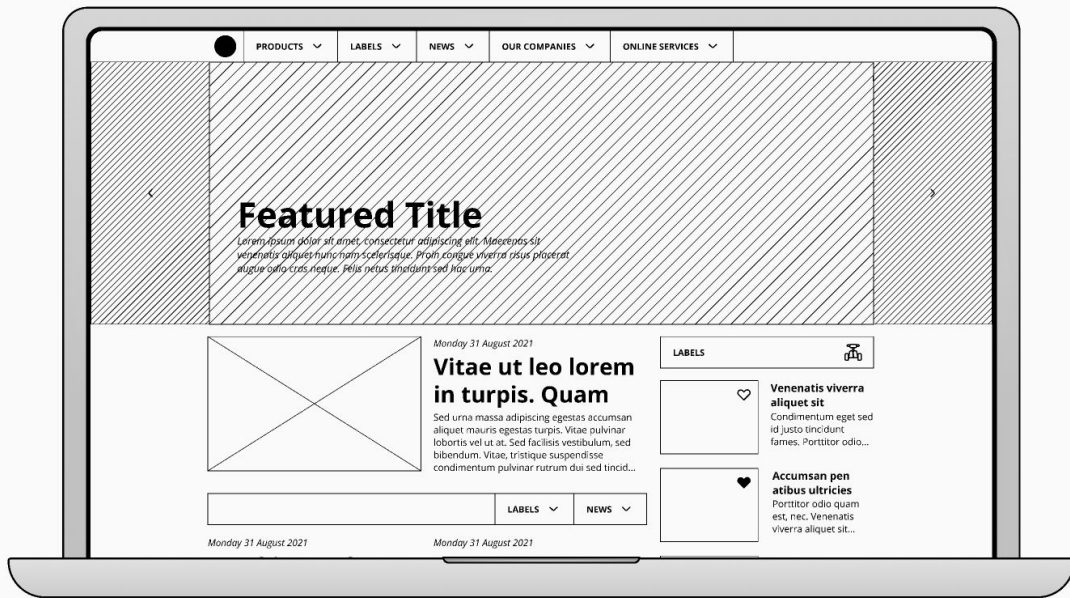 PRODUCTS
LABELS
NEWS
OUR COMPANIES
ONLINE SERVICES
Featured Title
Lorem ipsum dolor sit amet, consectetur adipiscing elit. Maecenas sit
venenatis aliquet nunc nam scelerisque. Proin congue viverra risus placerat
augue odio cras neque. Felis netus tincidunt sed hac urna.
Monday 31 August 2021
Vitae ut leo lorem
in turpis. Quam
Sed urna massa adipiscing egestas accumsan
aliquet mauris egestas turpis. Vitae pulvinar
lobortis vel ut at. Sed facilisis vestibulum, sed
bibendum. Vitae, tristique suspendisse
condimentum pulvinar rutrum dui sed tincid...
LABELS
NEWS
Monday 31 August 2021
Monday 31 August 2021
LABELS
Venenatis viverra
aliquet sit
Condimentum eget sed
id justo tincidunt
fames. Porttitor odio...
Accumsan pen
atibus ultricies
Porttitor odio quam
est, nec. Venenatis
viverra aliquet sit...